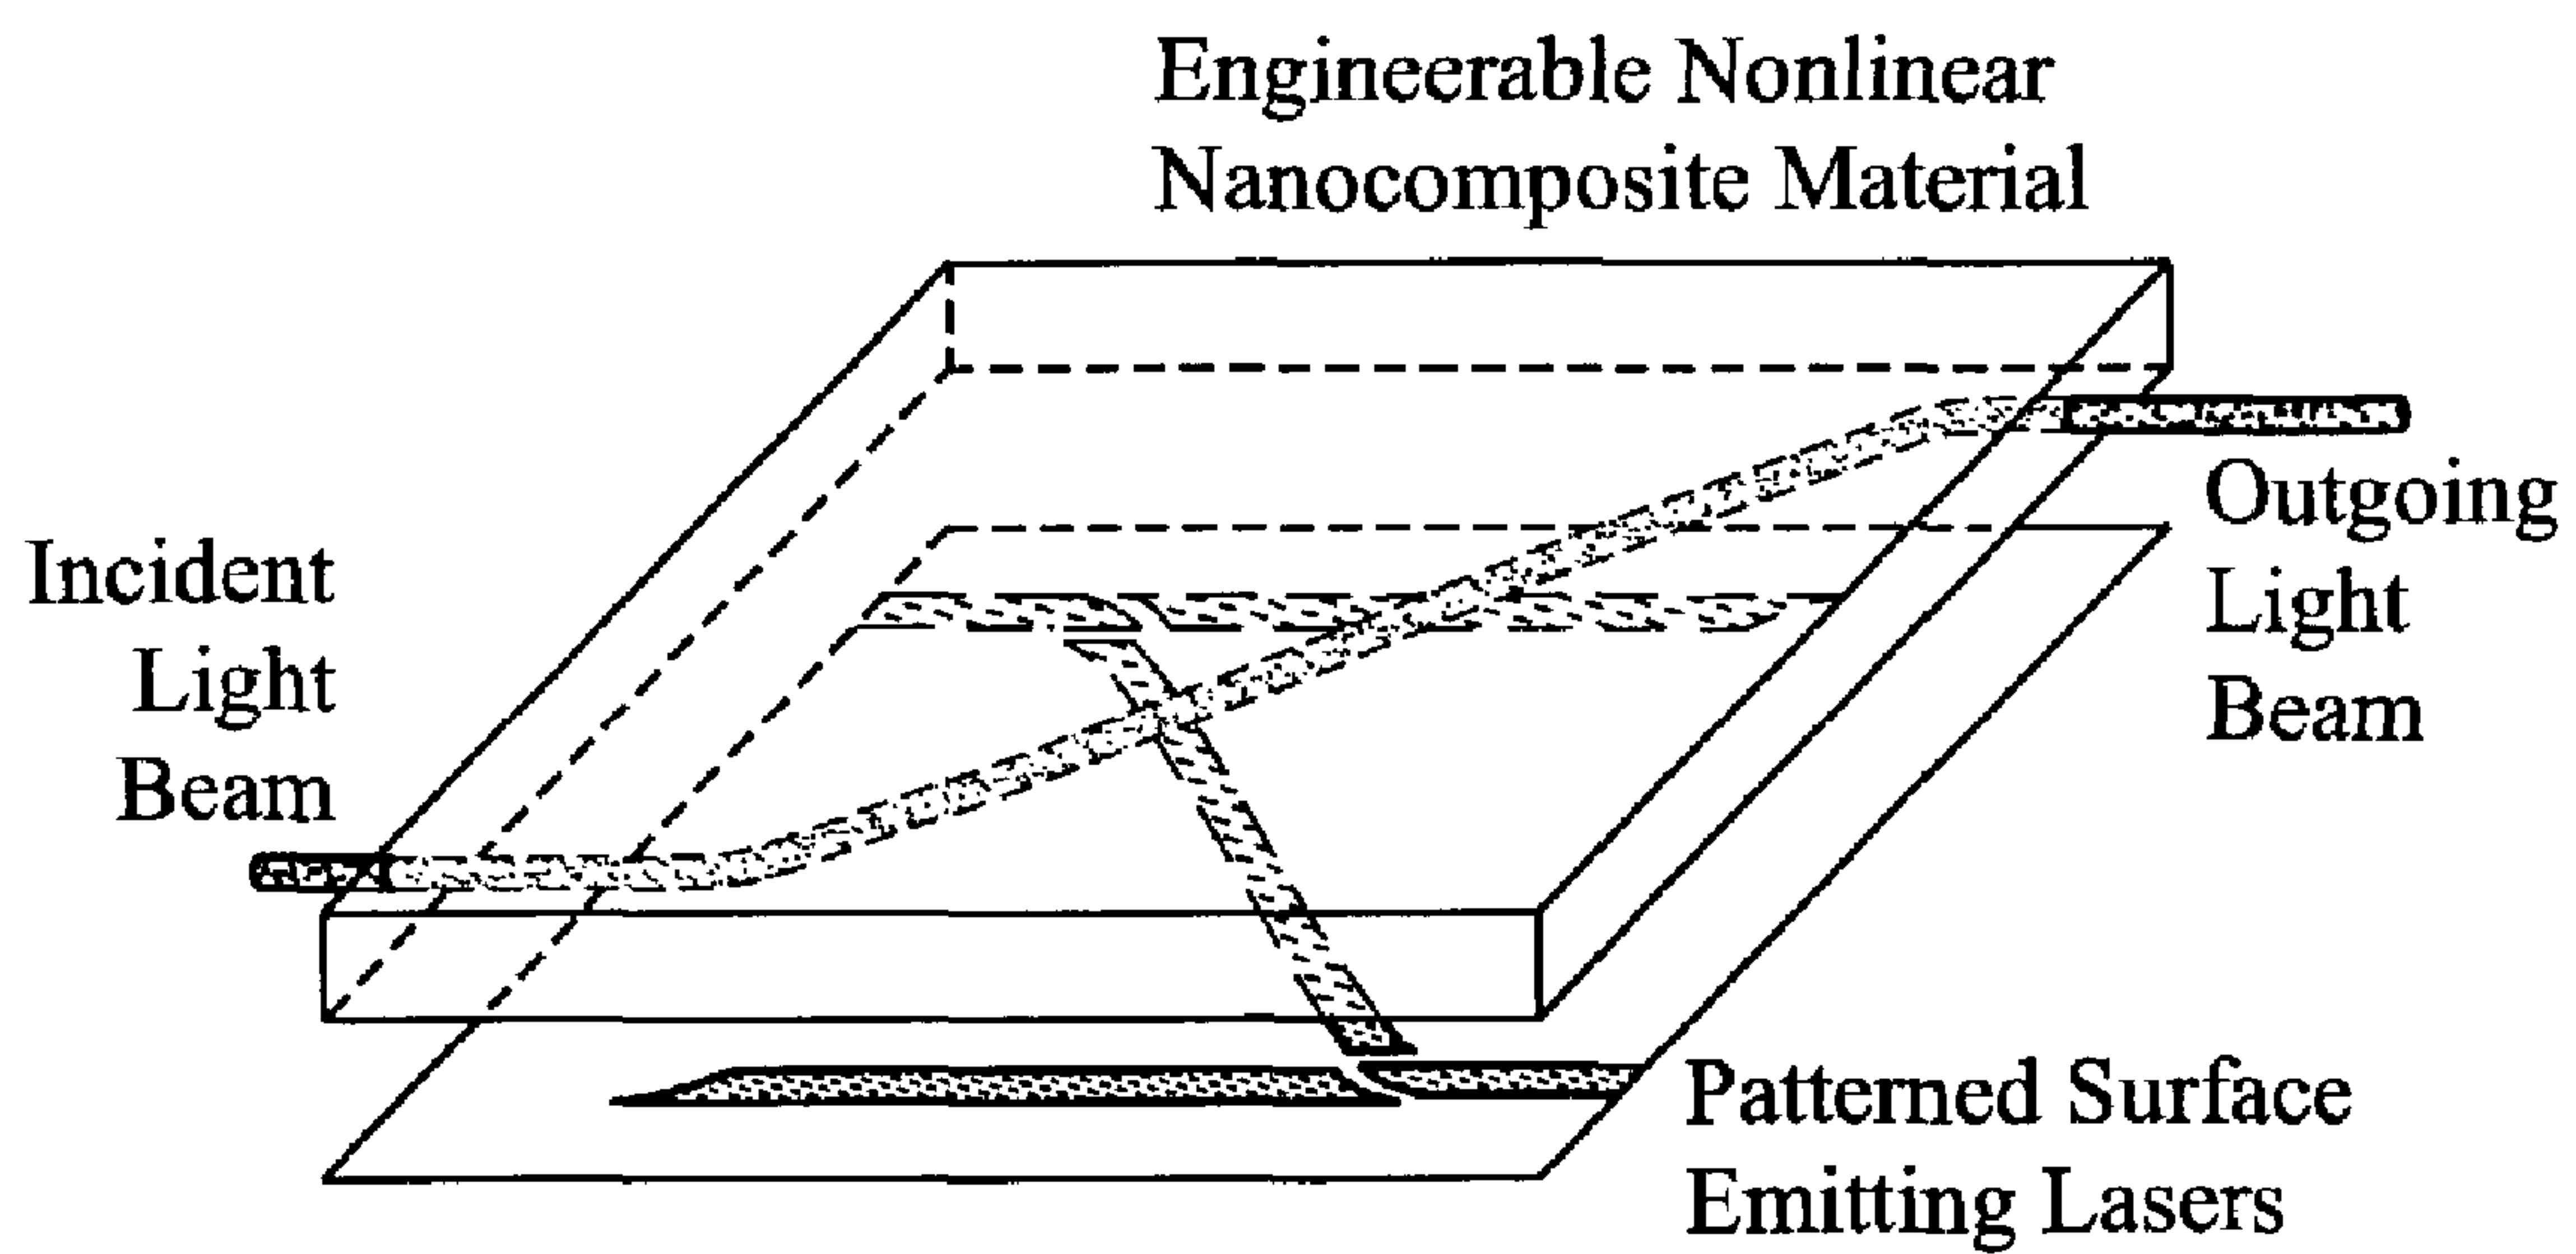 Engineerable Nonlinear
Nanocomposite Material
Incident
Light
Beam
Outgoing
Light
Beam
Patterned Surface
Emitting Lasers